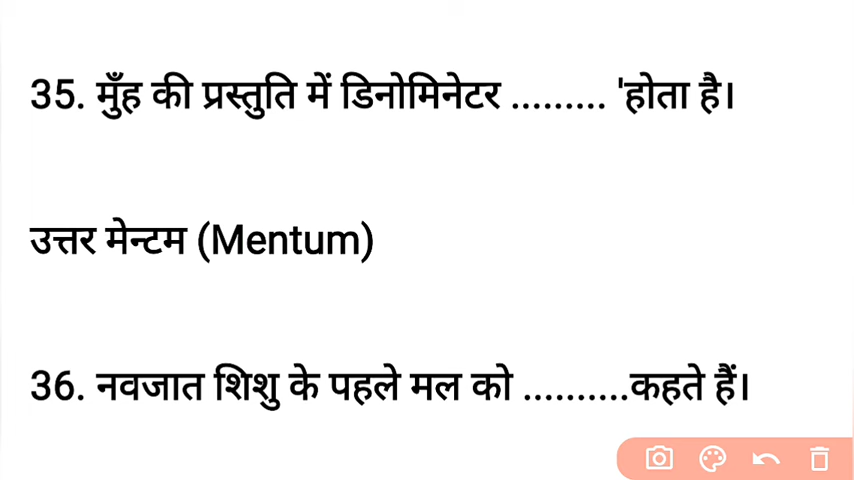 35. मुँह की प्रस्तुति में डिनोमिनेटर ......... 'होता है।
उत्तर मेन्टम (Mentum)
36. नवजात शिशु के पहले मल को ..........कहते हैं।